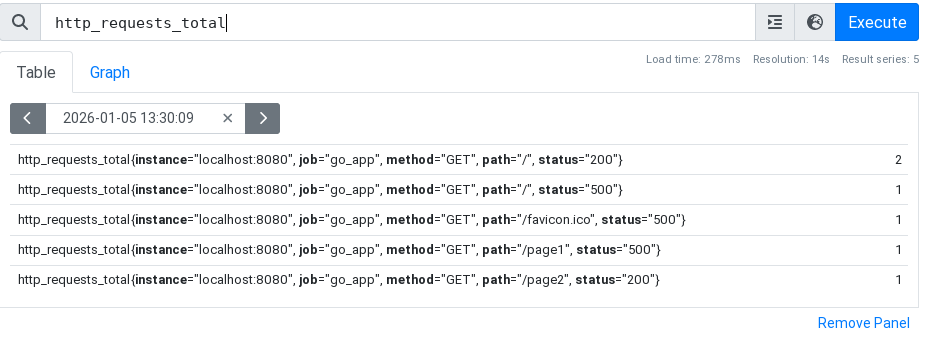 http_requests_total Execute
Load time: 278ms Resolution: 14s Result series: 5
Table Graph
2026-01-05 13:30:09
http_requests_total{instance="localhost:8080", job="go_app", method="GET", path="/", status="200"} 2
http_requests_total{instance="localhost:8080", job="go_app", method="GET", path="/", status="500"} 1
http_requests_total{instance="localhost:8080", job="go_app", method="GET", path="/favicon.ico", status="500"} 1
http_requests_total{instance="localhost:8080", job="go_app", method="GET", path="/page1", status="500"} 1
http_requests_total{instance="localhost:8080", job="go_app", method="GET", path="/page2", status="200"} 1
Remove Panel